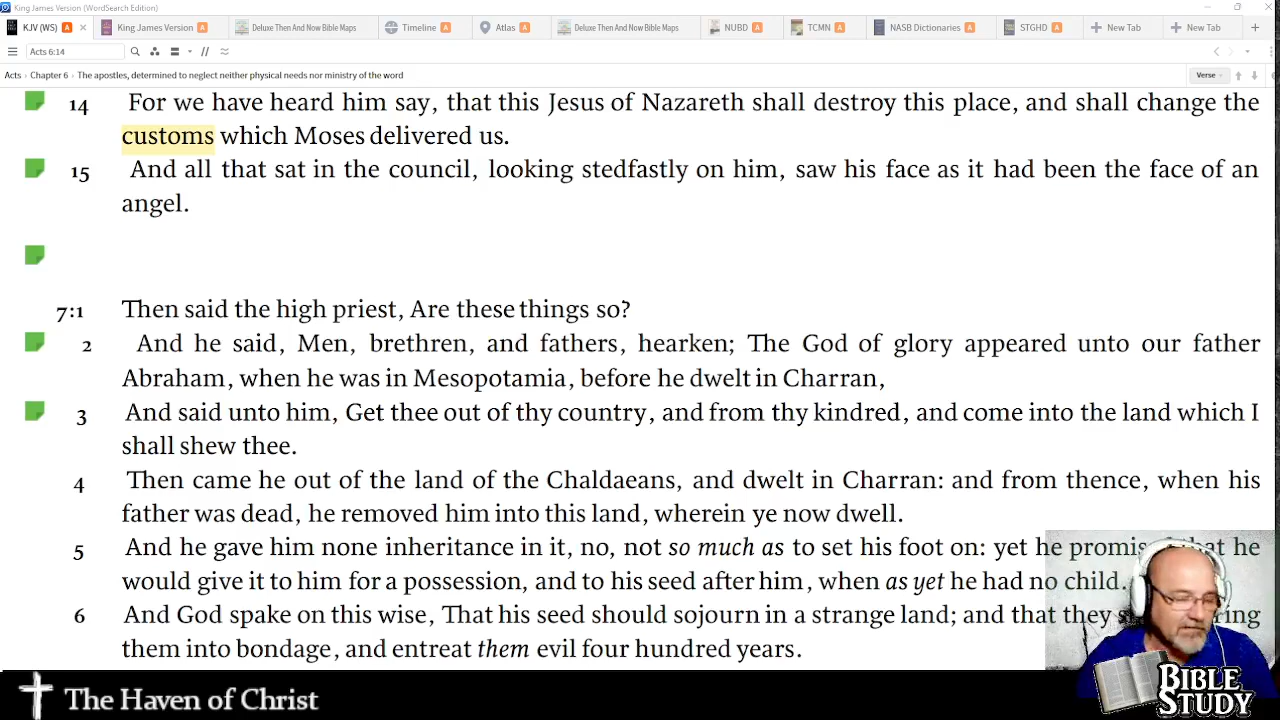 King James Version (WordSearch Edition)
KJV (WS) A King James Version A Deluxe Then And Now Bible Maps Timeline A Atlas A Deluxe Then And Now Bible Maps NUBD A TCMN A NASB Dictionaries A STGHD A New Tab New Tab
Acts 6:14
Acts Chapter 6 The apostles, determined to neglect neither physical needs nor ministry of the word Verse
14 For we have heard him say, that this Jesus of Nazareth shall destroy this place, and shall change the
customs which Moses delivered us.
15 And all that sat in the council, looking stedfastly on him, saw his face as it had been the face of an
angel.
7:1 Then said the high priest, Are these things so?
2 And he said, Men, brethren, and fathers, hearken; The God of glory appeared unto our father
Abraham, when he was in Mesopotamia, before he dwelt in Charran,
3 And said unto him, Get thee out of thy country, and from thy kindred, and come into the land which I
shall shew thee.
4 Then came he out of the land of the Chaldaeans, and dwelt in Charran: and from thence, when his
father was dead, he removed him into this land, wherein ye now dwell.
5 And he gave him none inheritance in it, no, not so much as to set his foot on: yet he that he
would give it to him for a possession, and to his seed after him, when as yet he had no child.
6 And God spake on this wise, That his seed should sojourn in a strange land; and that they
them into bondage, and entreat them evil four hundred years.
The Haven of Christ
BIBLE
STUDY